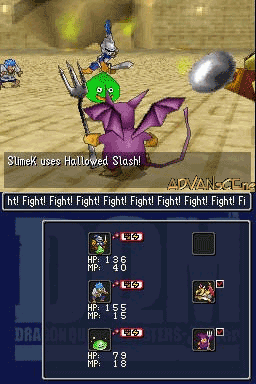 SlimeK uses Hallowed Slash!
ADVANsCEne
ht! Fight! Fight! Fight! Fight! Fight! Fight! Fight! Fi
HP: 136
MP: 40
HP: 155
MP: 15
HP: 79
MP: 18